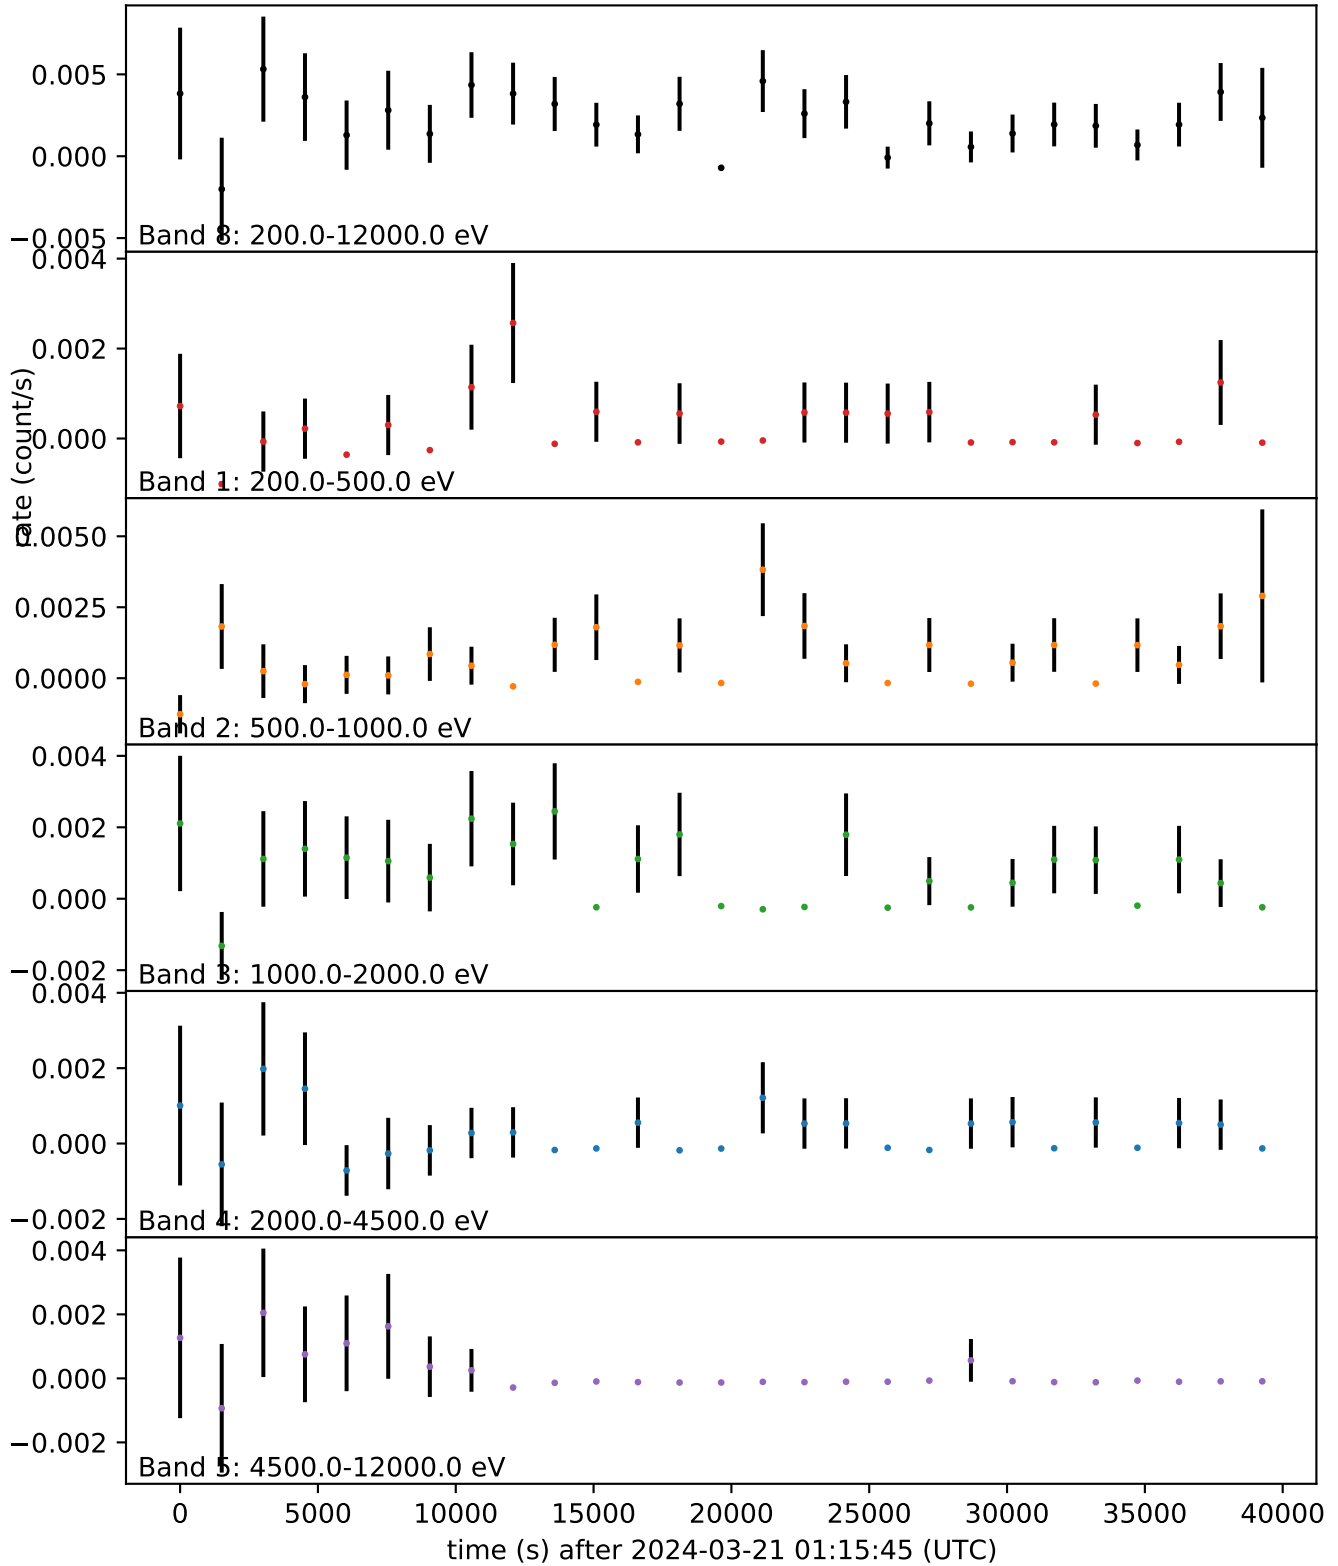 0.005
0.000
−0.005
Band 8: 200.0-12000.0 eV
0.004
0.002
0.000
Band 1: 200.0-500.0 eV
rate (count/s)
0.0050
0.0025
0.0000
Band 2: 500.0-1000.0 eV
0.004
0.002
0.000
−0.002
Band 3: 1000.0-2000.0 eV
0.004
0.002
0.000
−0.002
Band 4: 2000.0-4500.0 eV
0.004
0.002
0.000
−0.002
Band 5: 4500.0-12000.0 eV
0 5000 10000 15000 20000 25000 30000 35000 40000
time (s) after 2024-03-21 01:15:45 (UTC)